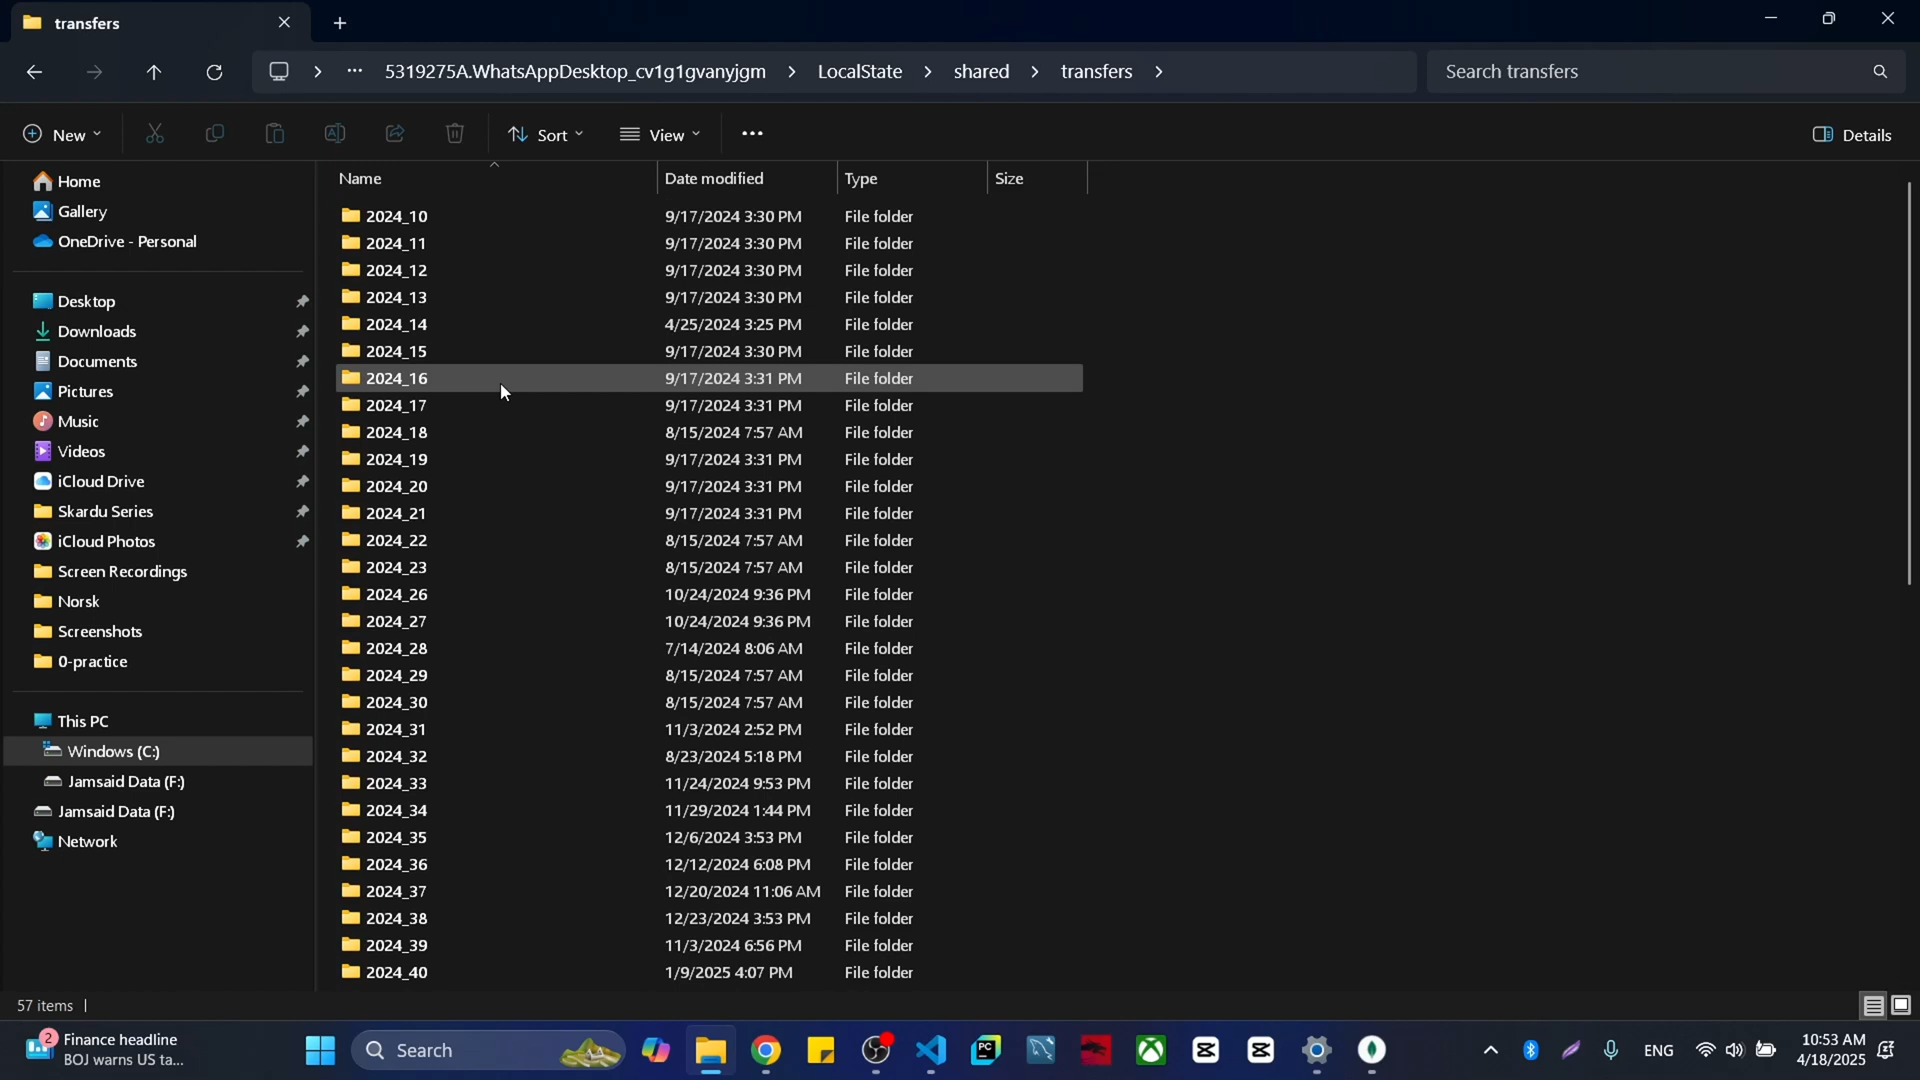 transfers
5319275A.WhatsAppDesktop_cv1g1gvanyjgm > LocalState > shared > transfers >
Search transfers
New
Sort
View
Details
Home
Gallery
OneDrive - Personal
Desktop
Downloads
Documents
Pictures
Music
Videos
iCloud Drive
Skardu Series
iCloud Photos
Screen Recordings
Norsk
Screenshots
0-practice
This PC
Windows (C:)
Jamsaid Data (F:)
Jamsaid Data (F:)
Network
Name Date modified Type Size
2024_10 9/17/2024 3:30 PM File folder
2024_11 9/17/2024 3:30 PM File folder
2024_12 9/17/2024 3:30 PM File folder
2024_13 9/17/2024 3:30 PM File folder
2024_14 4/25/2024 3:25 PM File folder
2024_15 9/17/2024 3:30 PM File folder
2024_16 9/17/2024 3:31 PM File folder
2024_17 9/17/2024 3:31 PM File folder
2024_18 8/15/2024 7:57 AM File folder
2024_19 9/17/2024 3:31 PM File folder
2024_20 9/17/2024 3:31 PM File folder
2024_21 9/17/2024 3:31 PM File folder
2024_22 8/15/2024 7:57 AM File folder
2024_23 8/15/2024 7:57 AM File folder
2024_26 10/24/2024 9:36 PM File folder
2024_27 10/24/2024 9:36 PM File folder
2024_28 7/14/2024 8:06 AM File folder
2024_29 8/15/2024 7:57 AM File folder
2024_30 8/15/2024 7:57 AM File folder
2024_31 11/3/2024 2:52 PM File folder
2024_32 8/23/2024 5:18 PM File folder
2024_33 11/24/2024 9:53 PM File folder
2024_34 11/29/2024 1:44 PM File folder
2024_35 12/6/2024 3:53 PM File folder
2024_36 12/12/2024 6:08 PM File folder
2024_37 12/20/2024 11:06 AM File folder
2024_38 12/23/2024 3:53 PM File folder
2024_39 11/3/2024 6:56 PM File folder
2024_40 1/9/2025 4:07 PM File folder
57 items
2
Finance headline
BOJ warns US ta...
Search
PC
ENG
10:53 AM
4/18/2025